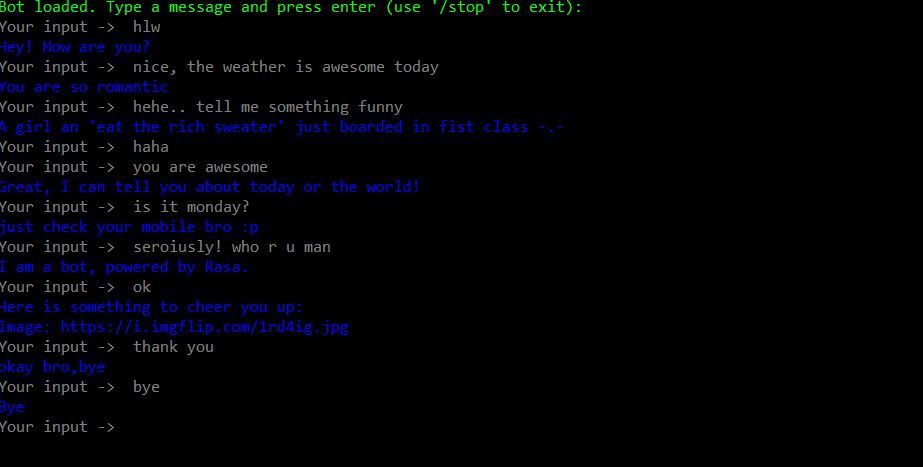 Bot loaded. Type a message and press enter (use '/stop' to exit):
Your input ->  hlw
Hey! How are you?
Your input ->  nice, the weather is awesome today
You are so romantic
Your input ->  hehe.. tell me something funny
A girl an 'eat the rich sweater' just boarded in fist class -.-
Your input ->  haha
Your input ->  you are awesome
Great, I can tell you about today or the world!
Your input ->  is it monday?
just check your mobile bro :p
Your input ->  seroiusly! who r u man
I am a bot, powered by Rasa.
Your input ->  ok
Here is something to cheer you up:
Image: https://i.imgflip.com/1rd4ig.jpg
Your input ->  thank you
okay bro,bye
Your input ->  bye
Bye
Your input ->